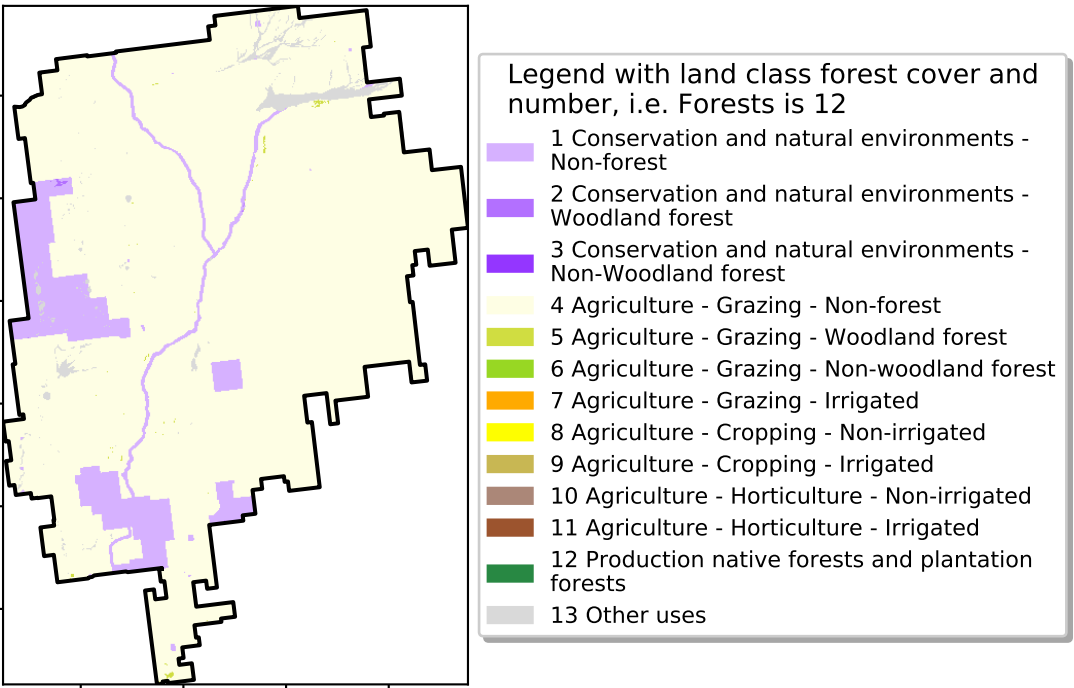 Legend with land class forest cover and
number, i.e. Forests is 12
1 Conservation and natural environments -
Non-forest
2 Conservation and natural environments -
Woodland forest
3 Conservation and natural environments -
Non-Woodland forest
4 Agriculture - Grazing - Non-forest
5 Agriculture - Grazing - Woodland forest
6 Agriculture - Grazing - Non-woodland forest
7 Agriculture - Grazing - Irrigated
8 Agriculture - Cropping - Non-irrigated
9 Agriculture - Cropping - Irrigated
10 Agriculture - Horticulture - Non-irrigated
11 Agriculture - Horticulture - Irrigated
12 Production native forests and plantation
forests
13 Other uses